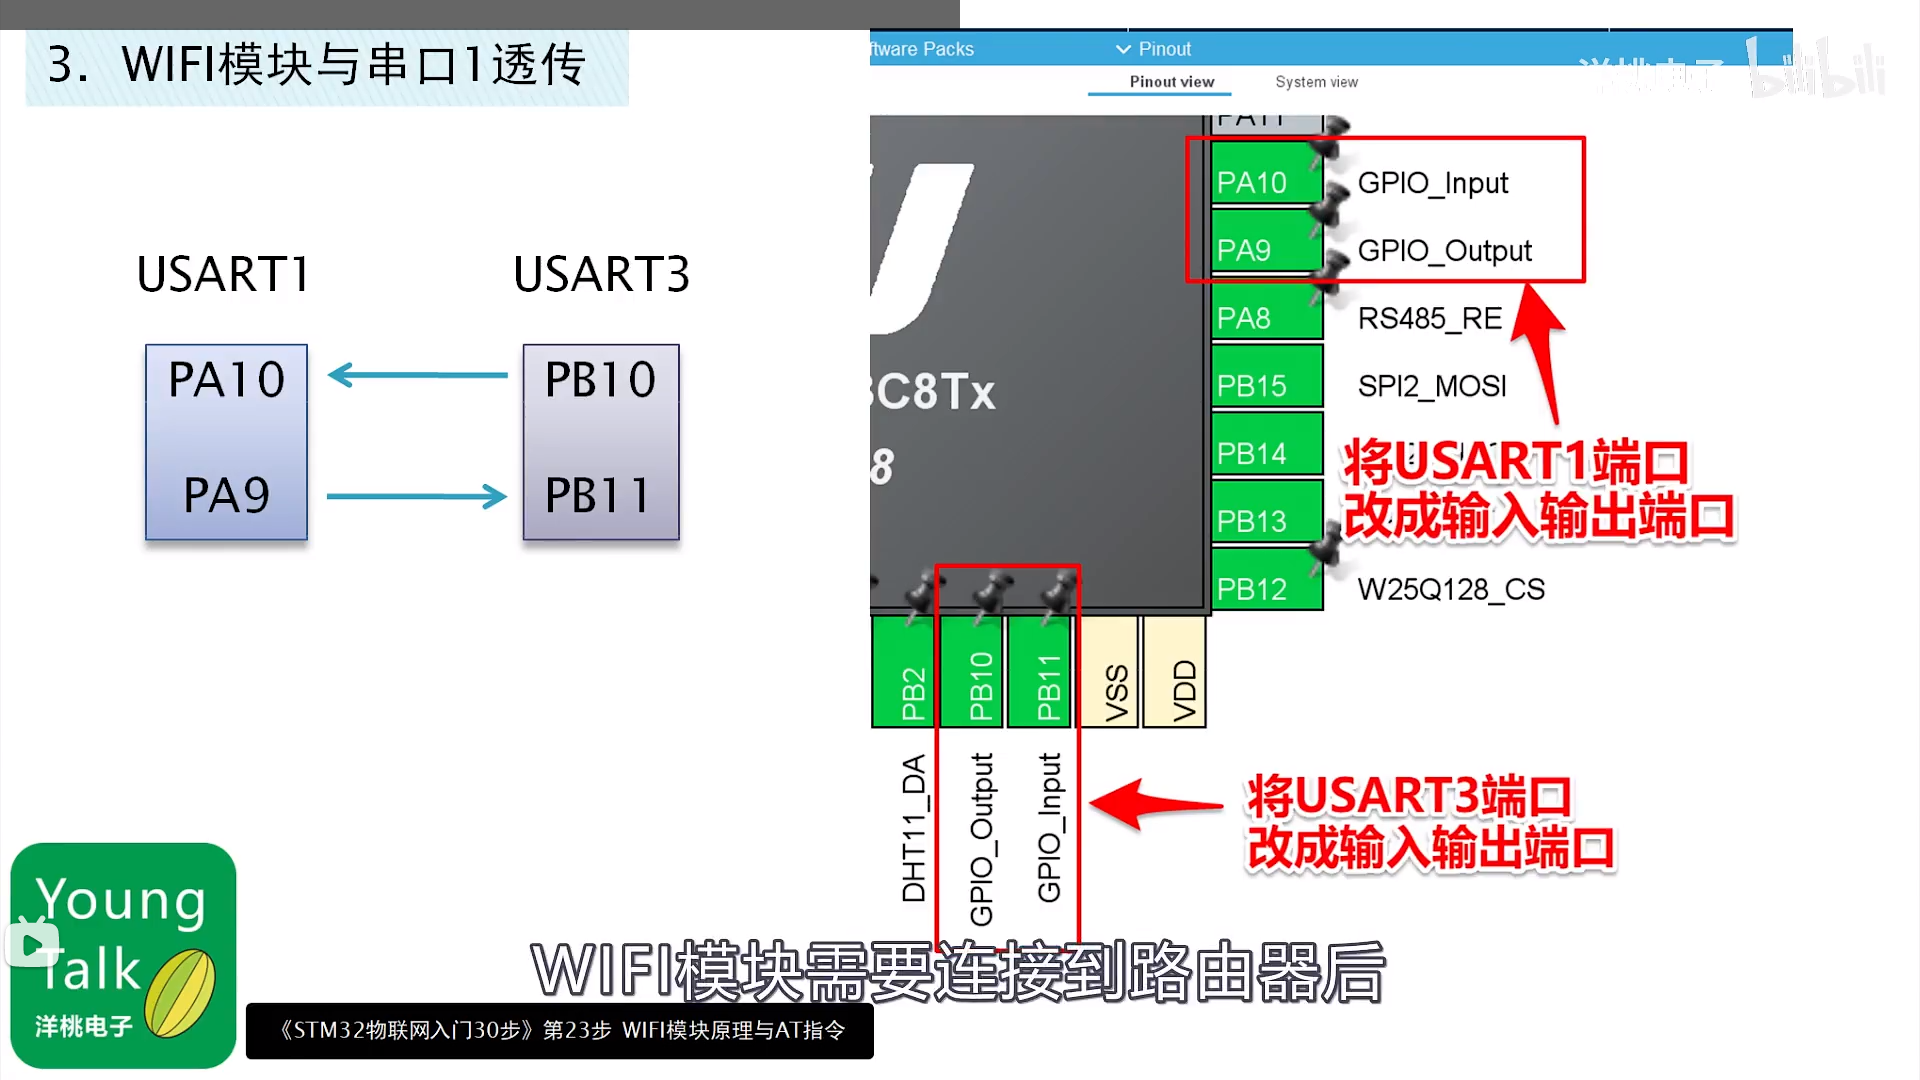 3. WIFI模块与串口1透传
ftware Packs
Pinout
Pinout view
System view
洋桃电子
bilibili
USART1
USART3
PA10
PB10
PA9
PB11
PA11
PA10
GPIO_Input
PA9
GPIO_Output
PA8
RS485_RE
PB15
SPI2_MOSI
PB14
PB13
PB12
W25Q128_CS
C8Tx
8
将USART1端口
改成输入输出端口
PB2
PB10
PB11
VSS
VDD
DHT11_DA
GPIO_Output
GPIO_Input
将USART3端口
改成输入输出端口
Young
Talk
洋桃电子
WIFI模块需要连接到路由器后
《STM32物联网入门30步》第23步 WIFI模块原理与AT指令